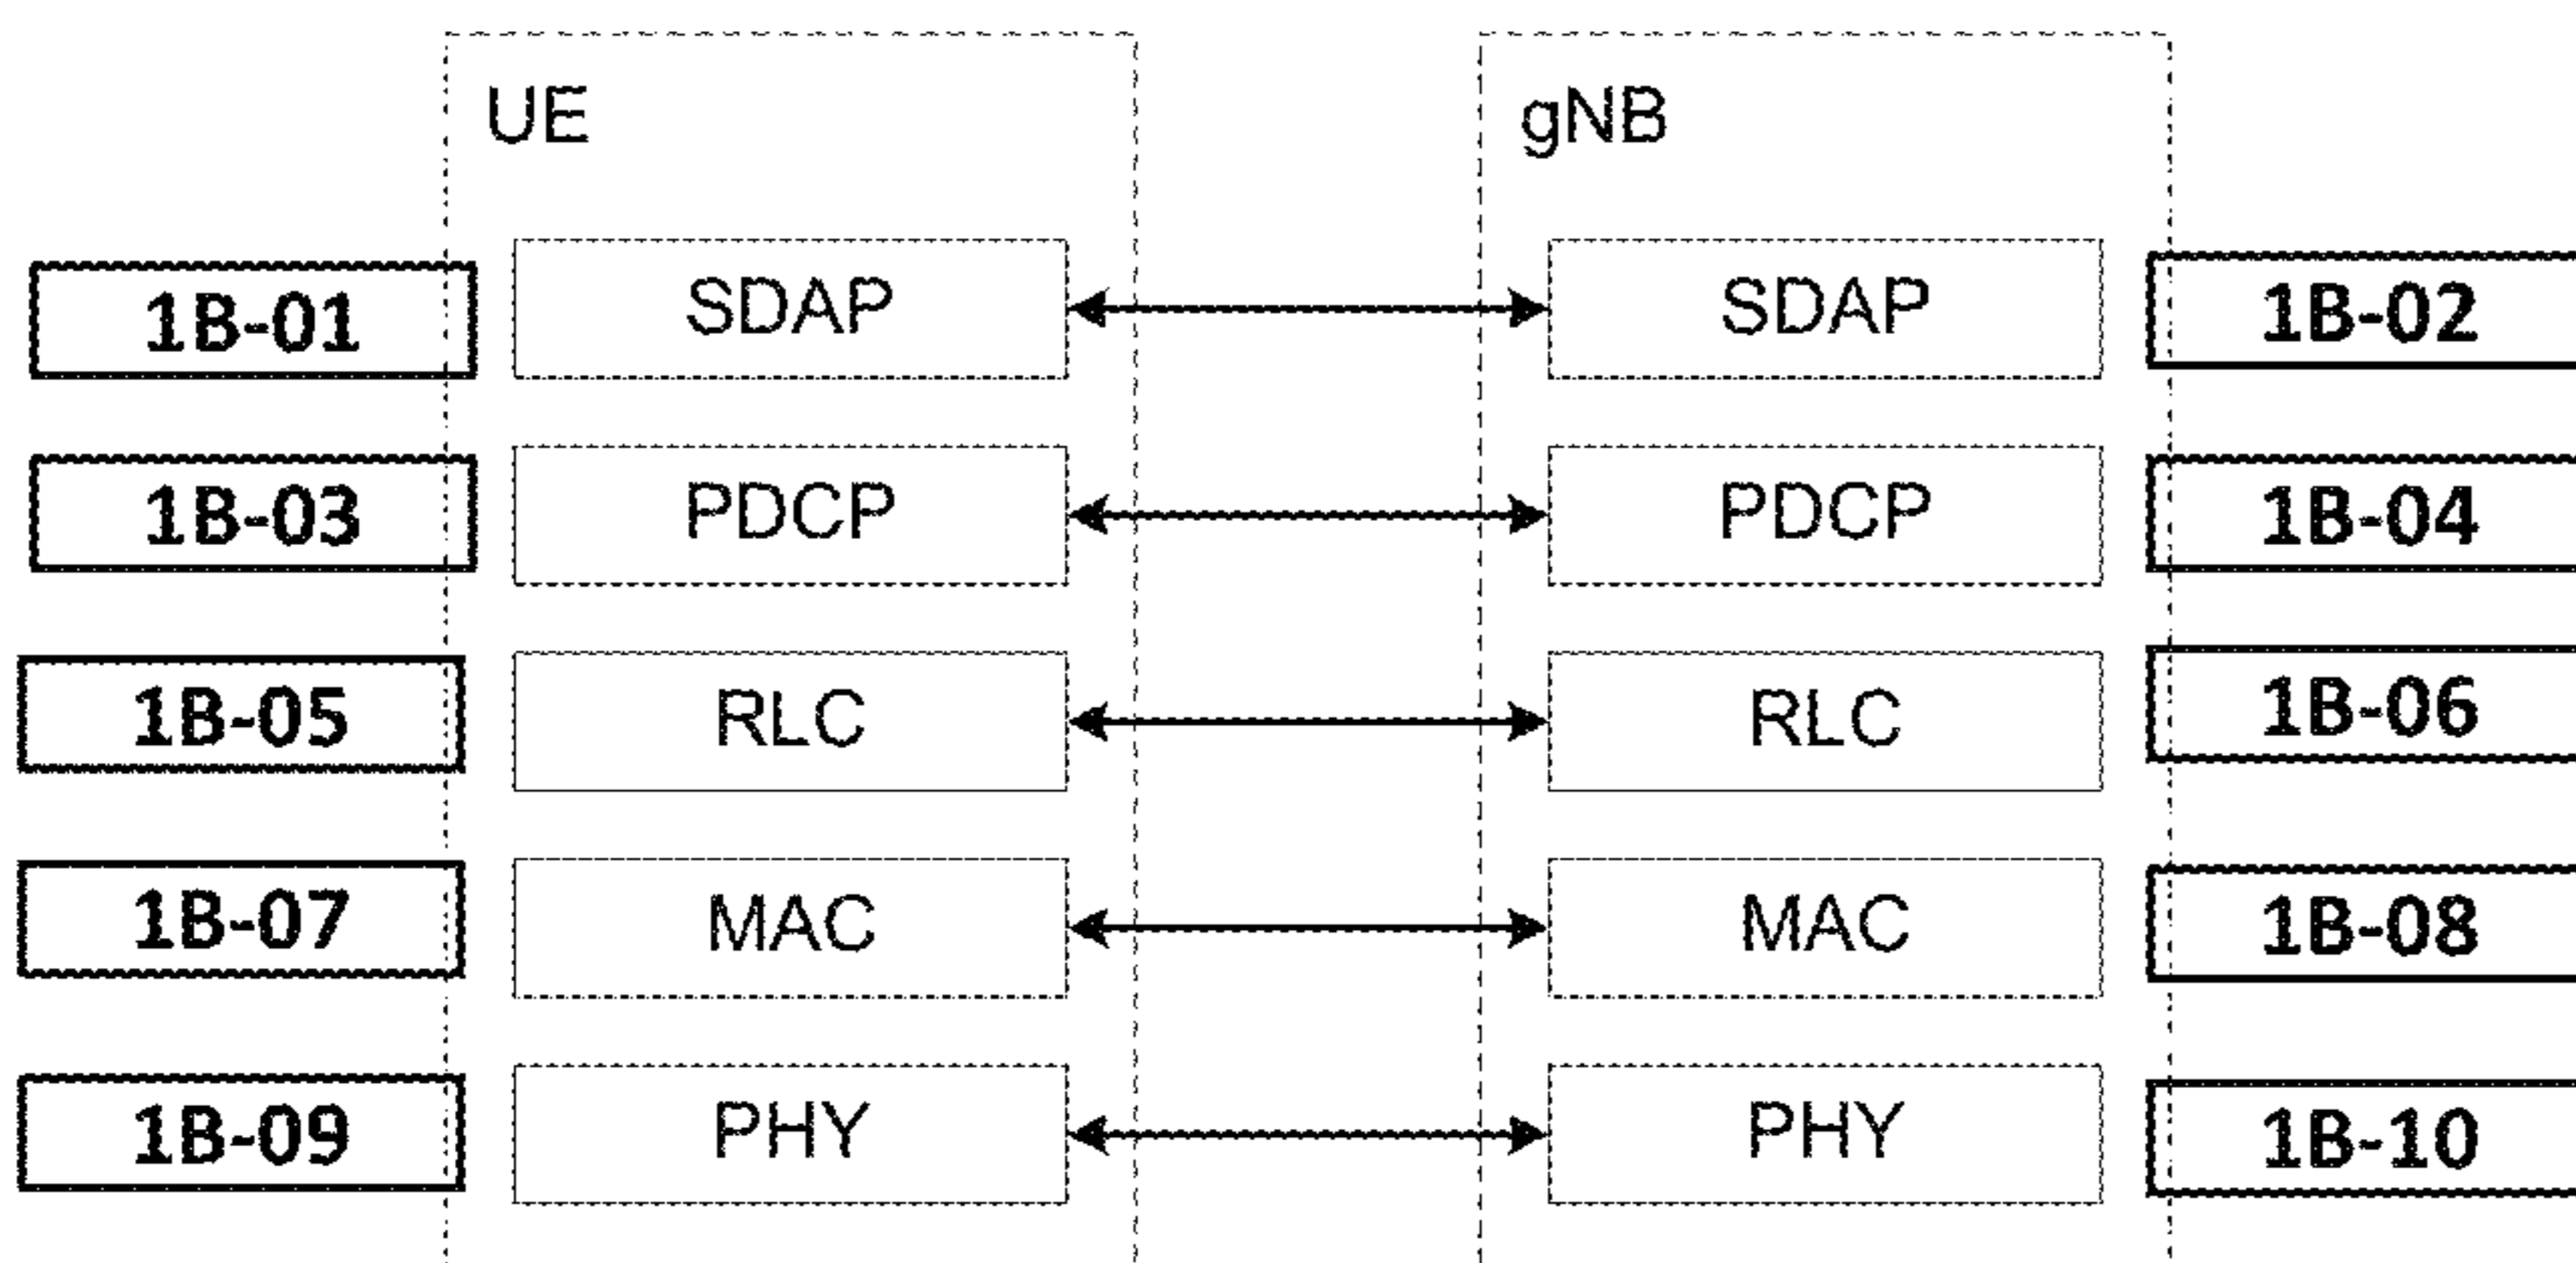 UE gNB
1B-01 SDAP SDAP 1B-02
1B-03 PDCP PDCP 1B-04
1B-05 RLC RLC 1B-06
1B-07 MAC MAC 1B-08
1B-09 PHY PHY 1B-10